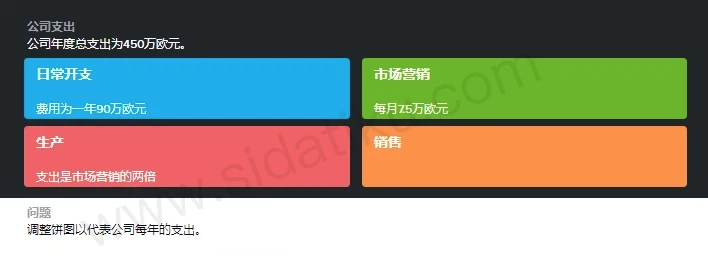 公司支出
公司年度总支出为450万欧元。
日常开支
市场营销
费用为一年90万欧元
每月7.5万欧元
生产
销售
支出是市场营销的两倍
问题
调整饼图以代表公司每年的支出。
www.sidatike.com